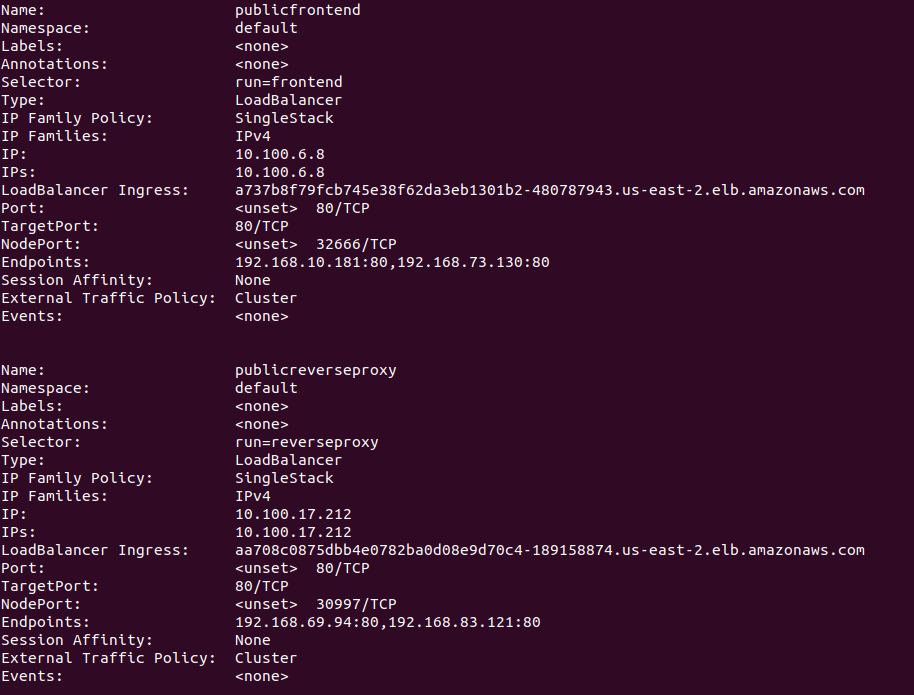 Name: publicfrontend
Namespace: default
Labels: <none>
Annotations: <none>
Selector: run=frontend
Type: LoadBalancer
IP Family Policy: SingleStack
IP Families: IPv4
IP: 10.100.6.8
IPs: 10.100.6.8
LoadBalancer Ingress: a737b8f79fcb745e38f62da3eb1301b2-480787943.us-east-2.elb.amazonaws.com
Port: <unset> 80/TCP
TargetPort: 80/TCP
NodePort: <unset> 32666/TCP
Endpoints: 192.168.10.181:80,192.168.73.130:80
Session Affinity: None
External Traffic Policy: Cluster
Events: <none>
Name: publicreverseproxy
Namespace: default
Labels: <none>
Annotations: <none>
Selector: run=reverseproxy
Type: LoadBalancer
IP Family Policy: SingleStack
IP Families: IPv4
IP: 10.100.17.212
IPs: 10.100.17.212
LoadBalancer Ingress: aa708c0875dbb4e0782ba0d08e9d70c4-189158874.us-east-2.elb.amazonaws.com
Port: <unset> 80/TCP
TargetPort: 80/TCP
NodePort: <unset> 30997/TCP
Endpoints: 192.168.69.94:80,192.168.83.121:80
Session Affinity: None
External Traffic Policy: Cluster
Events: <none>